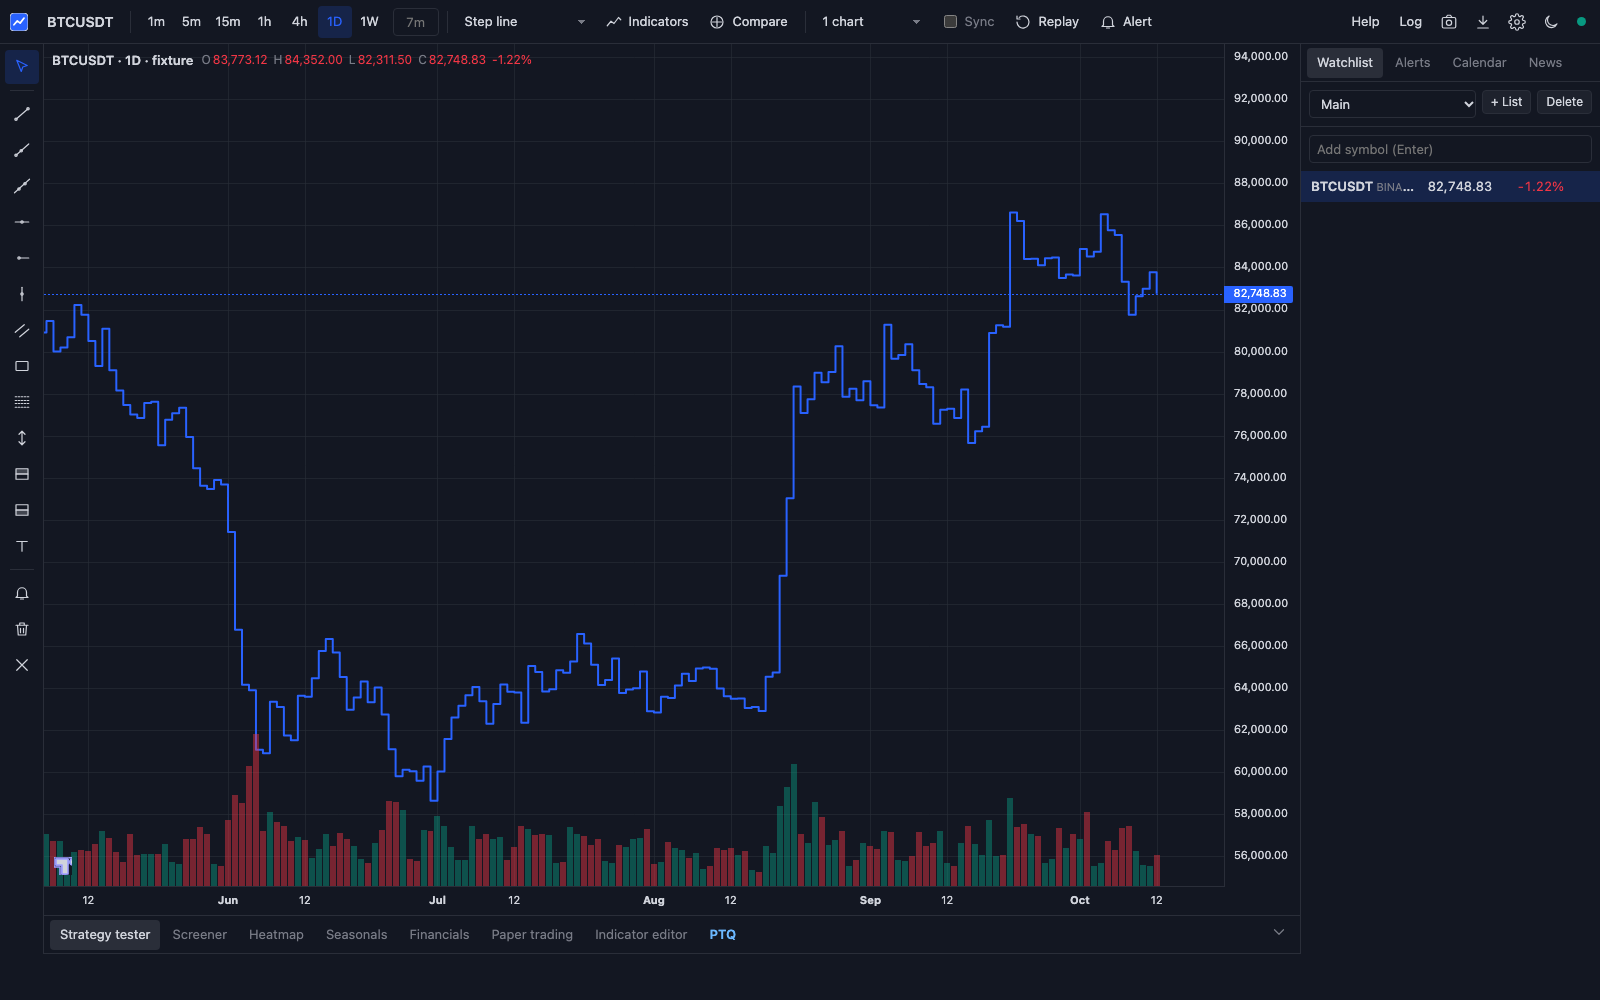 BTCUSDT 1m 5m 15m 1h 4h 1D 1W 7m Step line Indicators Compare 1 chart Sync Replay Alert Help Log
BTCUSDT · 1D · fixture O 83,773.12 H 84,352.00 L 82,311.50 C 82,748.83 -1.22%
94,000.00
92,000.00
90,000.00
88,000.00
86,000.00
84,000.00
82,748.83
82,000.00
80,000.00
78,000.00
76,000.00
74,000.00
72,000.00
70,000.00
68,000.00
66,000.00
64,000.00
62,000.00
60,000.00
58,000.00
56,000.00
12 Jun 12 Jul 12 Aug 12 Sep 12 Oct 12
Strategy tester Screener Heatmap Seasonals Financials Paper trading Indicator editor PTQ
Watchlist Alerts Calendar News
Main + List Delete
Add symbol (Enter)
BTCUSDT BINA... 82,748.83 -1.22%